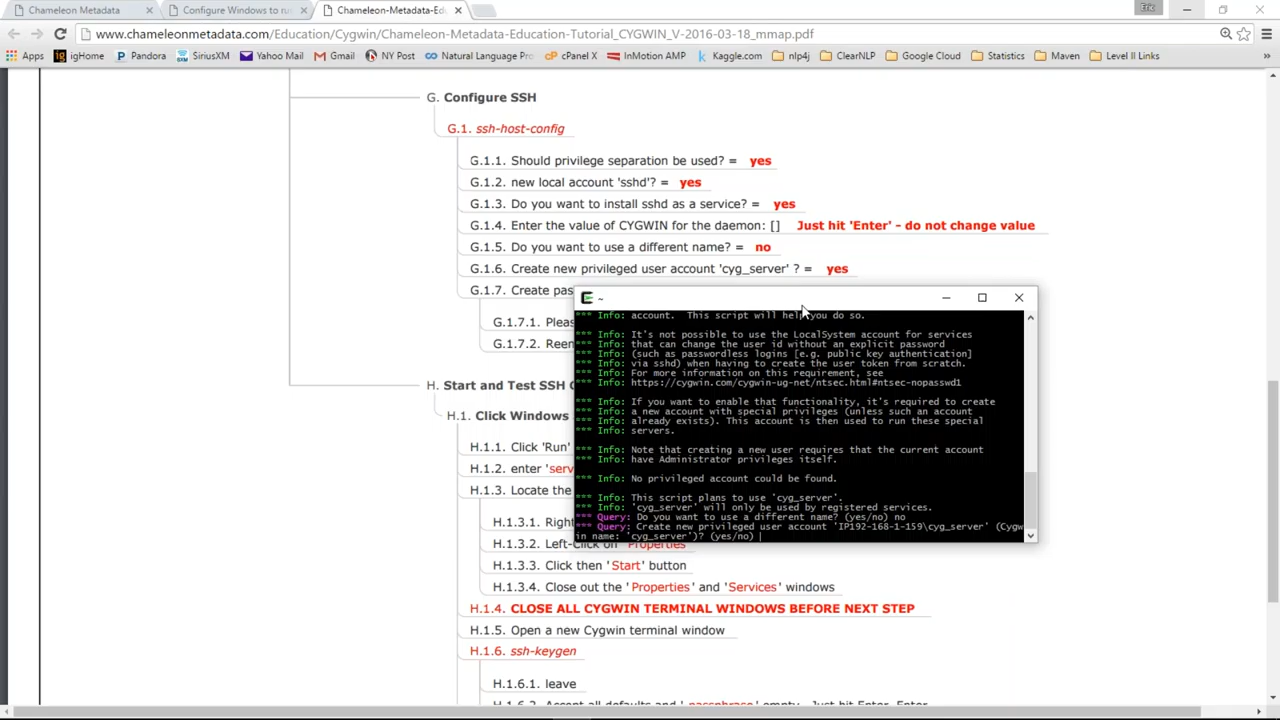 Chameleon Metadata
Configure Windows to ru
Chameleon-Metadata-Ed
Eric
www.chameleonmetadata.com/Education/Cygwin/Chameleon-Metadata-Education-Tutorial_CYGWIN_V-2016-03-18_mmap.pdf
Apps
igHome
Pandora
SiriusXM
Yahoo Mail
Gmail
NY Post
Natural Language Pr
cPanel X
InMotion AMP
Kaggle.com
nlp4j
ClearNLP
Google Cloud
Statistics
Maven
Level II Links
»
G. Configure SSH
G.1. ssh-host-config
G.1.1. Should privilege separation be used? = yes
G.1.2. new local account 'sshd'? = yes
G.1.3. Do you want to install sshd as a service? = yes
G.1.4. Enter the value of CYGWIN for the daemon: [] Just hit 'Enter' - do not change value
G.1.5. Do you want to use a different name? = no
G.1.6. Create new privileged user account 'cyg_server' ? = yes
G.1.7. Create pas
G.1.7.1. Pleas
G.1.7.2. Reen
H. Start and Test SSH
H.1. Click Windows
H.1.1. Click 'Run'
H.1.2. enter 'serv
H.1.3. Locate the
H.1.3.1. Right
H.1.3.2. Left-Click on 'Properties'
H.1.3.3. Click then 'Start' button
H.1.3.4. Close out the 'Properties' and 'Services' windows
H.1.4. CLOSE ALL CYGWIN TERMINAL WINDOWS BEFORE NEXT STEP
H.1.5. Open a new Cygwin terminal window
H.1.6. ssh-keygen
H.1.6.1. leave
H.1.6.2. Accept all defaults and 'passphrase' empty. Just hit Enter, Enter
~
*** Info: account.  This script will help you do so.
*** Info: It's not possible to use the LocalSystem account for services
*** Info: that can change the user id without an explicit password
*** Info: (such as passwordless logins [e.g. public key authentication]
*** Info: via sshd) when having to create the user token from scratch.
*** Info: For more information on this requirement, see
*** Info: https://cygwin.com/cygwin-ug-net/ntsec.html#ntsec-nopasswd1
*** Info: If you want to enable that functionality, it's required to create
*** Info: a new account with special privileges (unless such an account
*** Info: already exists). This account is then used to run these special
*** Info: servers.
*** Info: Note that creating a new user requires that the current account
*** Info: have Administrator privileges itself.
*** Info: No privileged account could be found.
*** Info: This script plans to use 'cyg_server'.
*** Info: 'cyg_server' will only be used by registered services.
*** Query: Do you want to use a different name? (yes/no) no
*** Query: Create new privileged user account 'IP192-168-1-159\cyg_server' (Cygw
in name: 'cyg_server')? (yes/no)